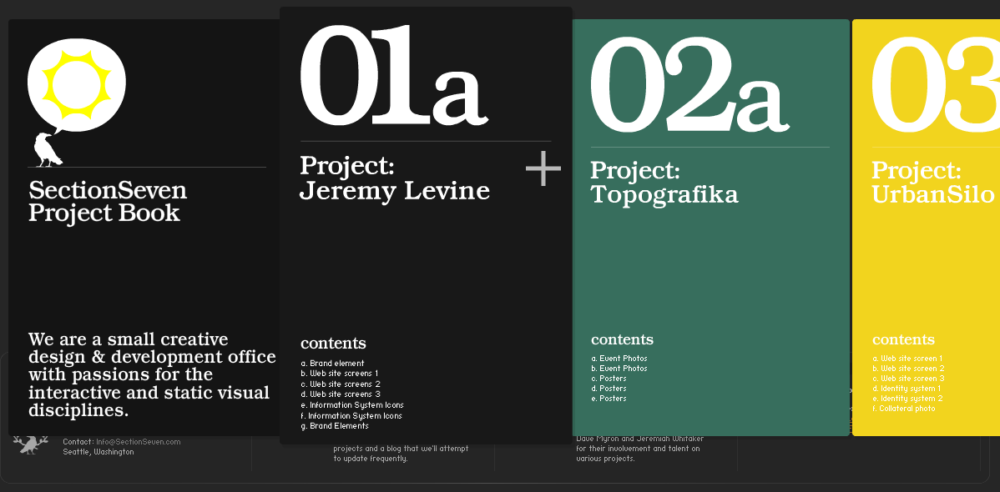 SectionSeven
Project Book
We are a small creative
design & development office
with passions for the
interactive and static visual
disciplines.
Contact: Info@SectionSeven.com
Seattle, Washington
01a
Project:
Jeremy Levine
contents
a. Brand element
b. Web site screens 1
c. Web site screens 2
d. Web site screens 3
e. Information System Icons
f. Information System Icons
g. Brand Elements
projects and a blog that we'll attempt
to update frequently.
02a
Project:
Topografika
contents
a. Event Photos
b. Event Photos
c. Posters
d. Posters
e. Posters
Dave Myron and Jeremiah Whitaker
for their involvement and talent on
various projects.
03
Project:
UrbanSilo
contents
a. Web site screen 1
b. Web site screen 2
c. Web site screen 3
d. Identity system 1
e. Identity system 2
f. Collateral photo